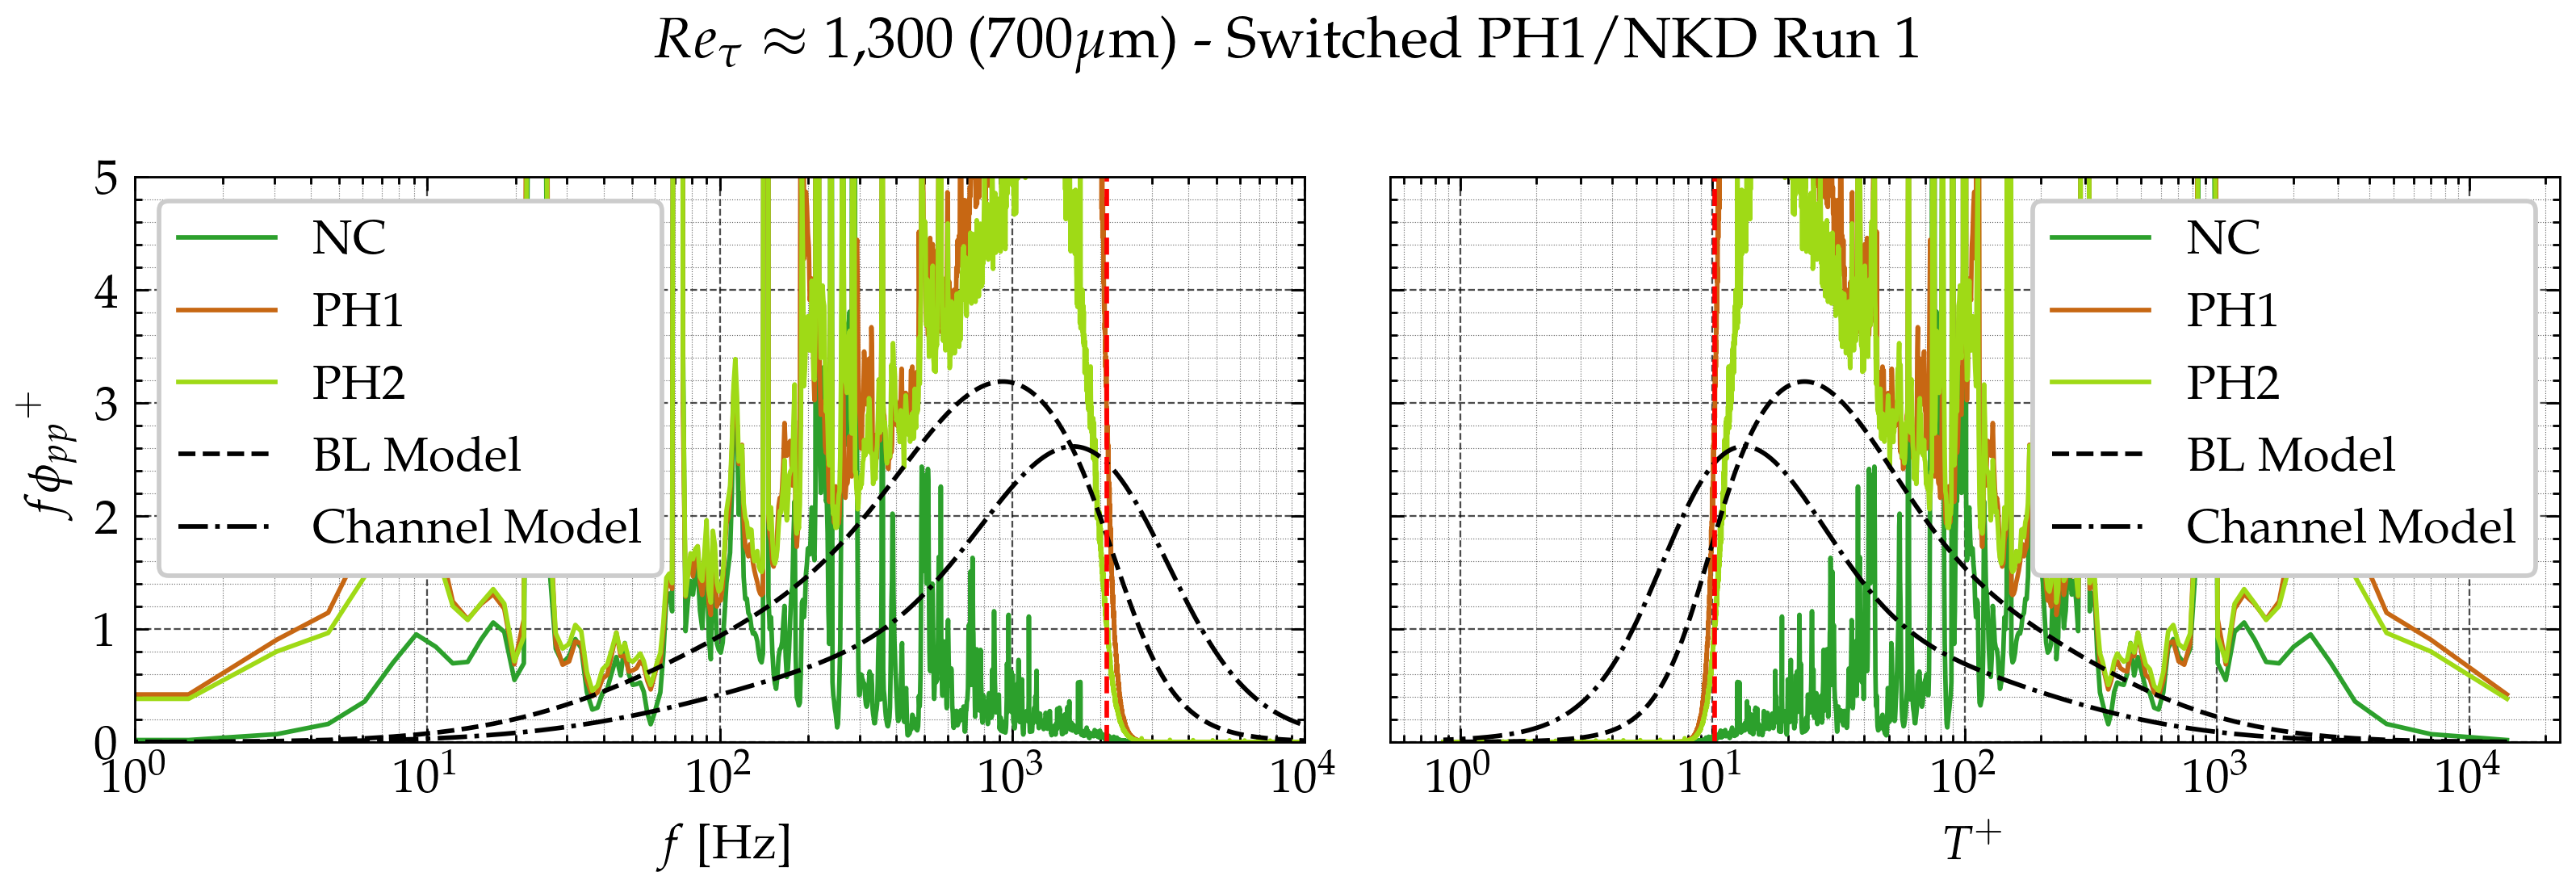 Re_τ ≈ 1,300 (700μm) - Switched PH1/NKD Run 1
fϕ_pp^+
5
4
3
2
1
0
NC
PH1
PH2
BL Model
Channel Model
10^0
10^1
10^2
10^3
10^4
f [Hz]
NC
PH1
PH2
BL Model
Channel Model
10^0
10^1
10^2
10^3
10^4
T^+